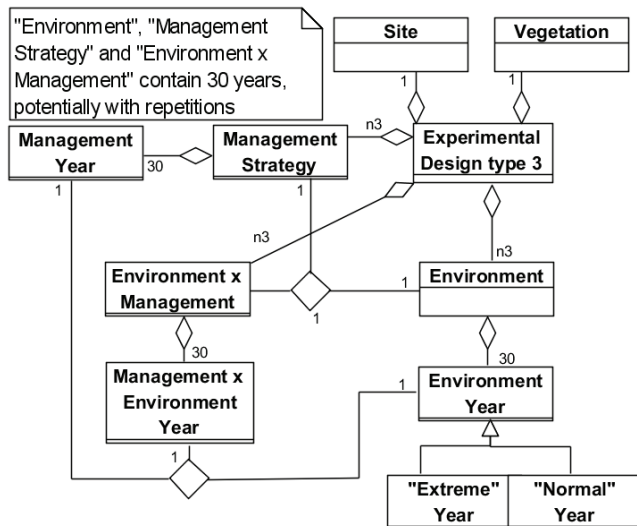 "Environment", "Management
Strategy" and "Environment x
Management" contain 30 years,
potentially with repetitions
Site
Vegetation
1
1
Management
Year
30
Management
Strategy
n3
Experimental
Design type 3
1
1
n3
n3
Environment x
Management
1
1
Environment
30
30
Management x
Environment
Year
1
1
Environment
Year
"Extreme"
Year
"Normal"
Year